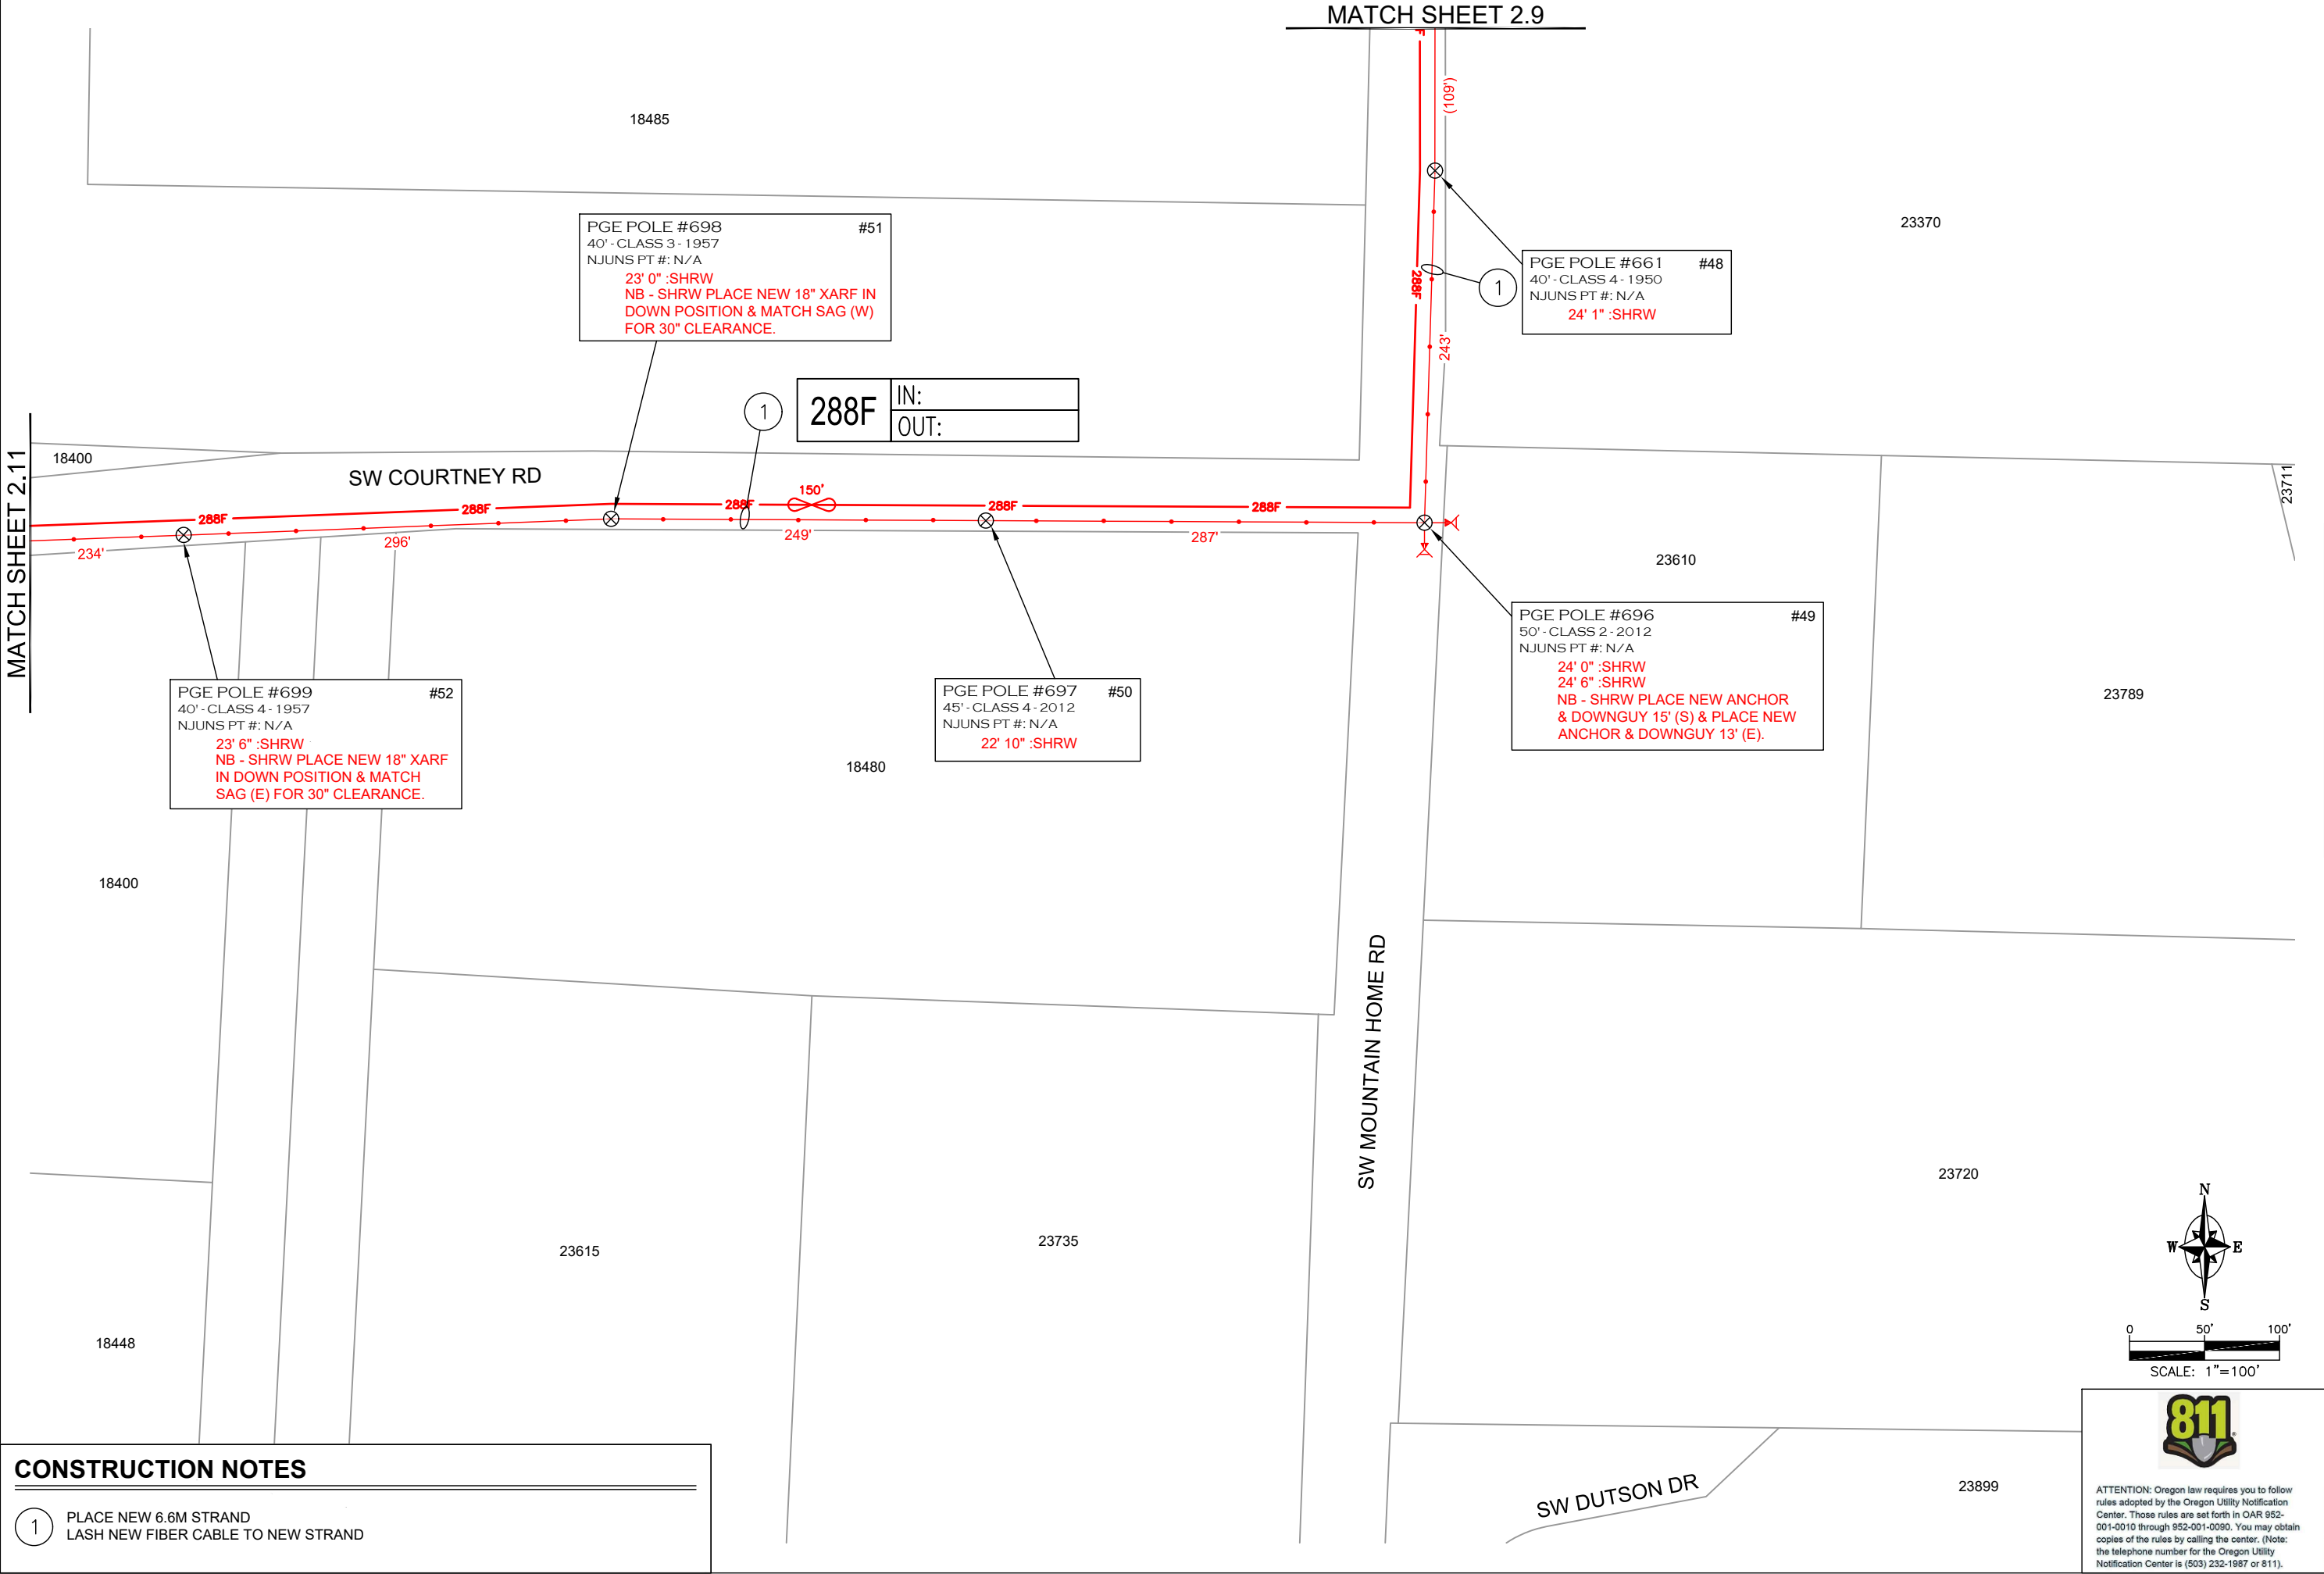 MATCH SHEET 2.9
F
(109')
18485
23370
PGE POLE #698 #51
40' - CLASS 3 - 1957
NJUNS PT #: N/A
23' 0" :SHRW
NB - SHRW PLACE NEW 18" XARF IN
DOWN POSITION & MATCH SAG (W)
FOR 30" CLEARANCE.
PGE POLE #661 #48
40' - CLASS 4 - 1950
NJUNS PT #: N/A
24' 1" :SHRW
1
288F
243'
1
288F
IN:
OUT:
MATCH SHEET 2.11
18400
SW COURTNEY RD
23711
150'
288F
288F
288F
288F
288F
234'
296'
249'
287'
23610
PGE POLE #696 #49
50' - CLASS 2 - 2012
NJUNS PT #: N/A
24' 0" :SHRW
24' 6" :SHRW
NB - SHRW PLACE NEW ANCHOR
& DOWNGUY 15' (S) & PLACE NEW
ANCHOR & DOWNGUY 13' (E).
PGE POLE #699 #52
40' - CLASS 4 - 1957
NJUNS PT #: N/A
23' 6" :SHRW
NB - SHRW PLACE NEW 18" XARF
IN DOWN POSITION & MATCH
SAG (E) FOR 30" CLEARANCE.
PGE POLE #697 #50
45' - CLASS 4 - 2012
NJUNS PT #: N/A
22' 10" :SHRW
23789
18480
18400
SW MOUNTAIN HOME RD
23720
23615
23735
18448
N
W E
S
0 50' 100'
SCALE: 1"=100'
SW DUTSON DR
23899
CONSTRUCTION NOTES
1 PLACE NEW 6.6M STRAND
LASH NEW FIBER CABLE TO NEW STRAND
811
ATTENTION: Oregon law requires you to follow
rules adopted by the Oregon Utility Notification
Center. Those rules are set forth in OAR 952-
001-0010 through 952-001-0090. You may obtain
copies of the rules by calling the center. (Note:
the telephone number for the Oregon Utility
Notification Center is (503) 232-1987 or 811).